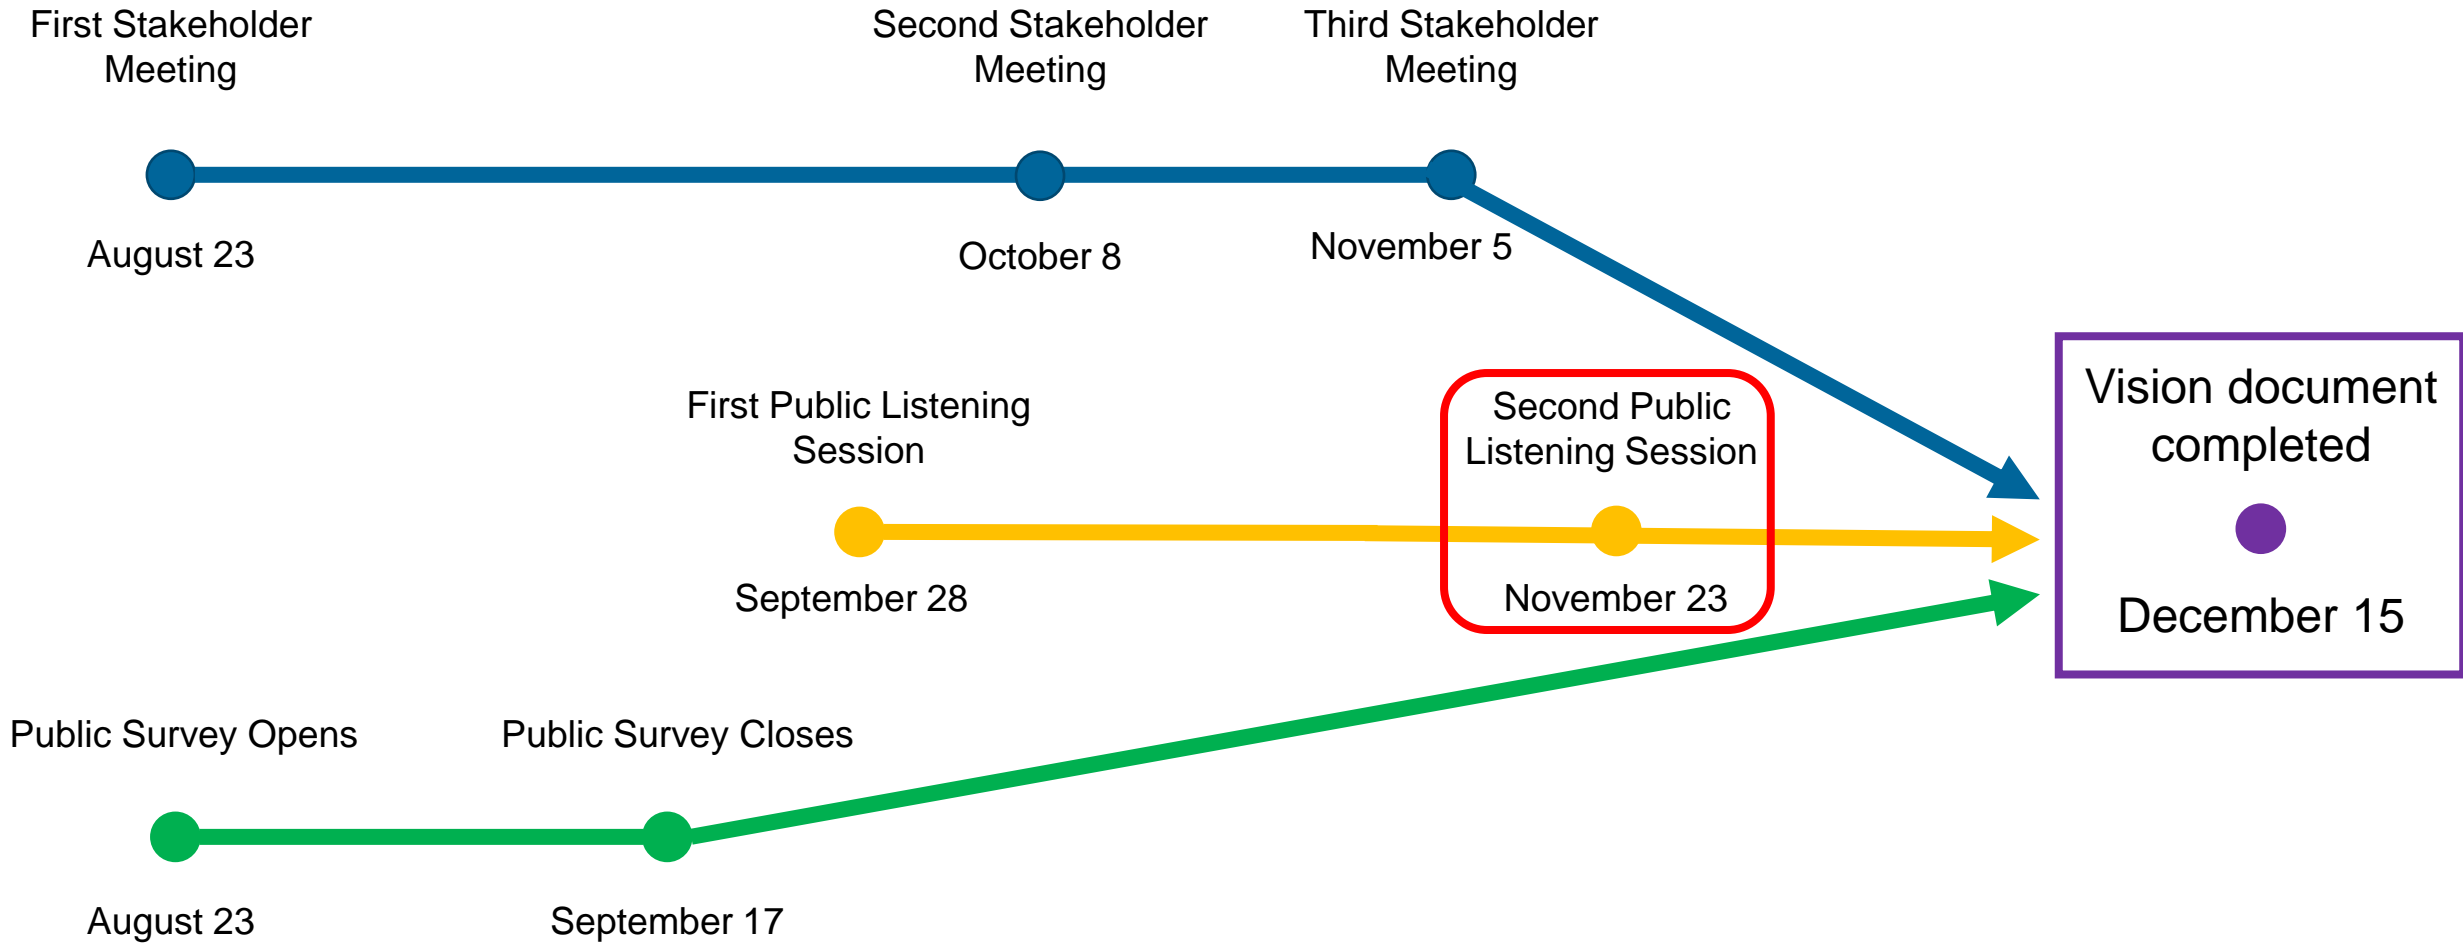 First Stakeholder
Meeting
Second Stakeholder
Meeting
Third Stakeholder
Meeting
August 23
October 8
November 5
First Public Listening
Session
September 28
Second Public
Listening Session
November 23
Vision document
completed
December 15
Public Survey Opens
Public Survey Closes
August 23
September 17